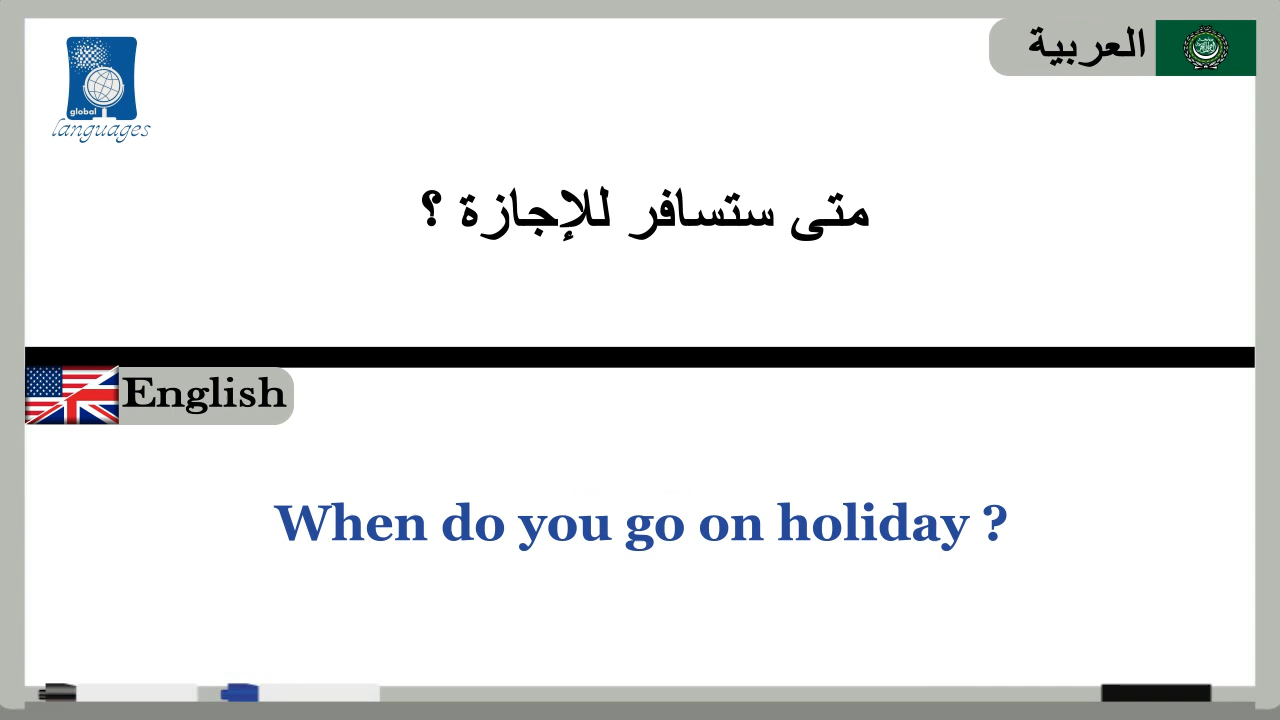 global
languages
العربية
متى ستسافر للإجازة ؟
English
When do you go on holiday ?